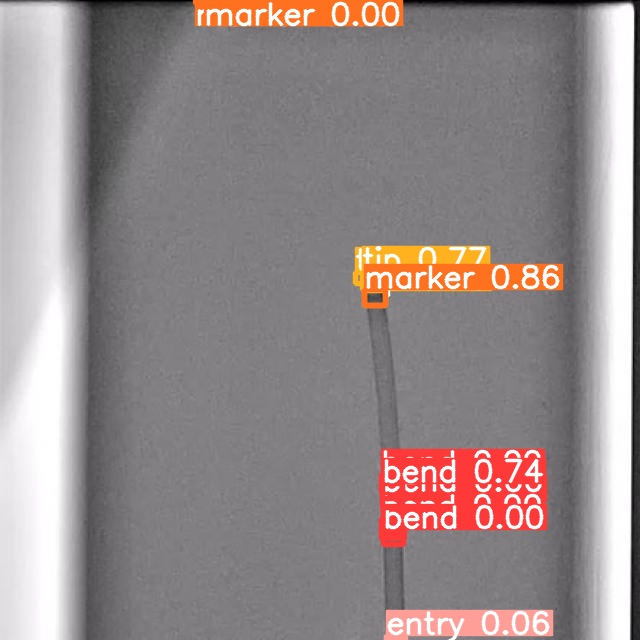 rmarker 0.00
tip 0.77
marker 0.86
bend 0.74
bend 0.00
entry 0.06